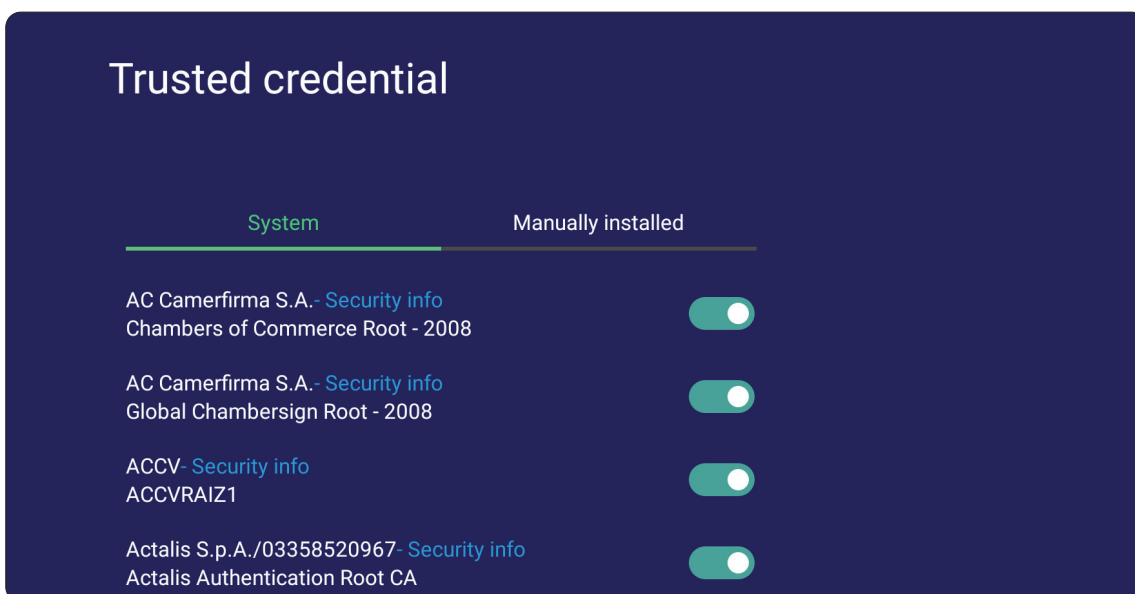 Trusted credential
System Manually installed
AC Camerfirma S.A.- Security info
Chambers of Commerce Root - 2008
AC Camerfirma S.A.- Security info
Global Chambersign Root - 2008
ACCV- Security info
ACCVRAIZ1
Actalis S.p.A./03358520967- Security info
Actalis Authentication Root CA